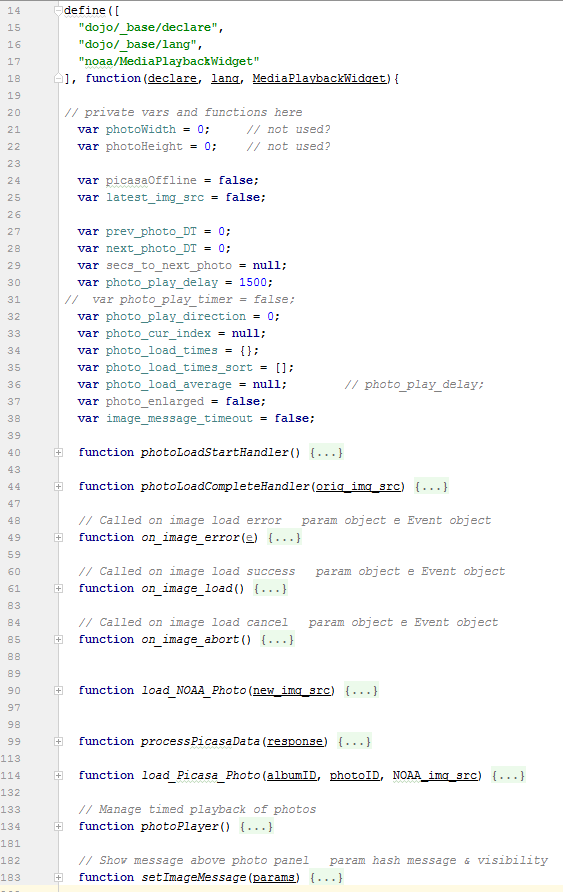 14 define([
15 "dojo/_base/declare",
16 "dojo/_base/lang",
17 "noaa/MediaPlaybackWidget"
18 ], function(declare, lang, MediaPlaybackWidget){
19
20 // private vars and functions here
21 var photoWidth = 0; // not used?
22 var photoHeight = 0; // not used?
23
24 var picasaOffline = false;
25 var latest_img_src = false;
26
27 var prev_photo_DT = 0;
28 var next_photo_DT = 0;
29 var secs_to_next_photo = null;
30 var photo_play_delay = 1500;
31 // var photo_play_timer = false;
32 var photo_play_direction = 0;
33 var photo_cur_index = null;
34 var photo_load_times = {};
35 var photo_load_times_sort = [];
36 var photo_load_average = null; // photo_play_delay;
37 var photo_enlarged = false;
38 var image_message_timeout = false;
39
40 function photoLoadStartHandler() {...}
43
44 function photoLoadCompleteHandler(orig_img_src) {...}
47
48 // Called on image load error param object e Event object
49 function on_image_error(e) {...}
59
60 // Called on image load success param object e Event object
61 function on_image_load() {...}
83
84 // Called on image load cancel param object e Event object
85 function on_image_abort() {...}
88
89
90 function load_NOAA_Photo(new_img_src) {...}
97
98
99 function processPicasaData(response) {...}
113
114 function load_Picasa_Photo(albumID, photoID, NOAA_img_src) {...}
132
133 // Manage timed playback of photos
134 function photoPlayer() {...}
181
182 // Show message above photo panel param hash message & visibility
183 function setImageMessage(params) {...}